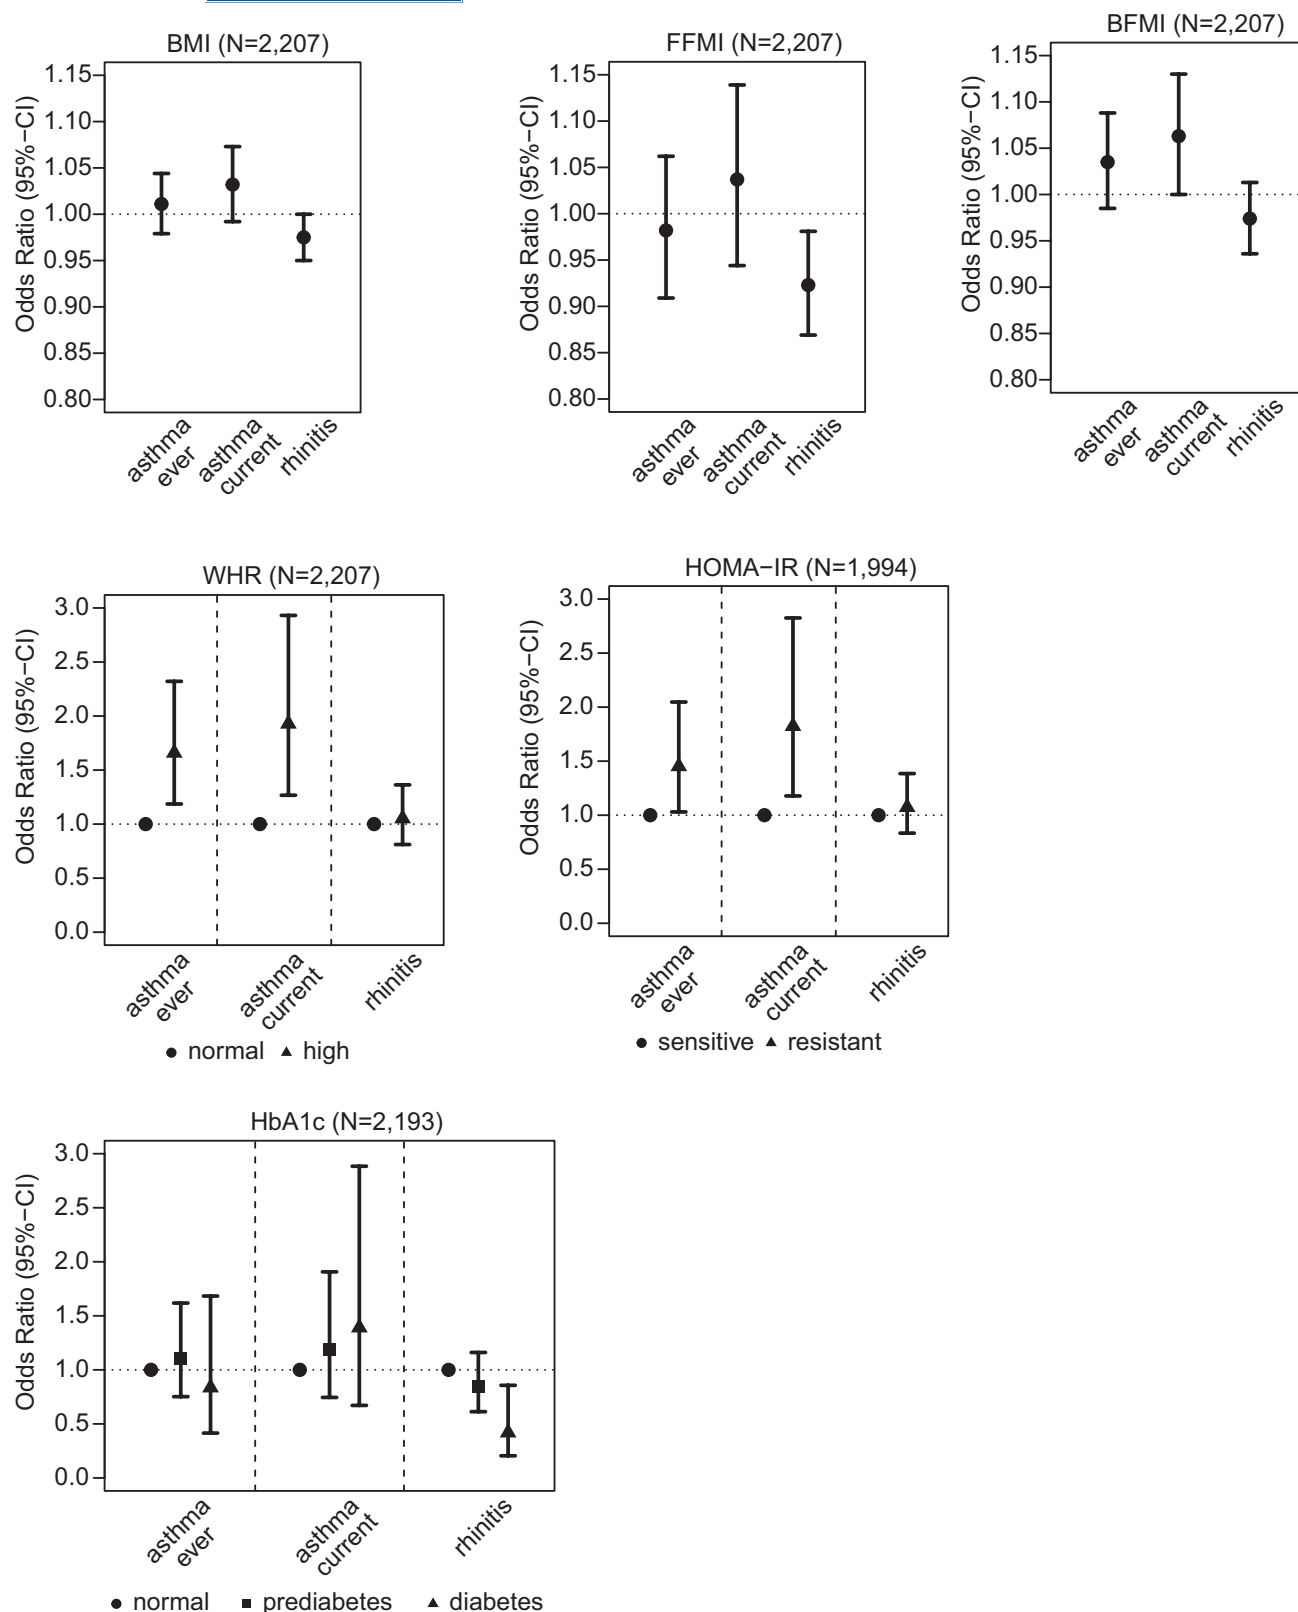 BMI (N=2,207)
Odds Ratio (95%−CI)
1.15
1.10
1.05
1.00
0.95
0.90
0.85
0.80
asthma
ever
asthma
current
rhinitis
FFMI (N=2,207)
Odds Ratio (95%−CI)
1.15
1.10
1.05
1.00
0.95
0.90
0.85
0.80
asthma
ever
asthma
current
rhinitis
BFMI (N=2,207)
Odds Ratio (95%−CI)
1.15
1.10
1.05
1.00
0.95
0.90
0.85
0.80
asthma
ever
asthma
current
rhinitis
WHR (N=2,207)
Odds Ratio (95%−CI)
3.0
2.5
2.0
1.5
1.0
0.5
0.0
asthma
ever
asthma
current
rhinitis
normal high
HOMA−IR (N=1,994)
Odds Ratio (95%−CI)
3.0
2.5
2.0
1.5
1.0
0.5
0.0
asthma
ever
asthma
current
rhinitis
sensitive resistant
HbA1c (N=2,193)
Odds Ratio (95%−CI)
3.0
2.5
2.0
1.5
1.0
0.5
0.0
asthma
ever
asthma
current
rhinitis
normal prediabetes diabetes